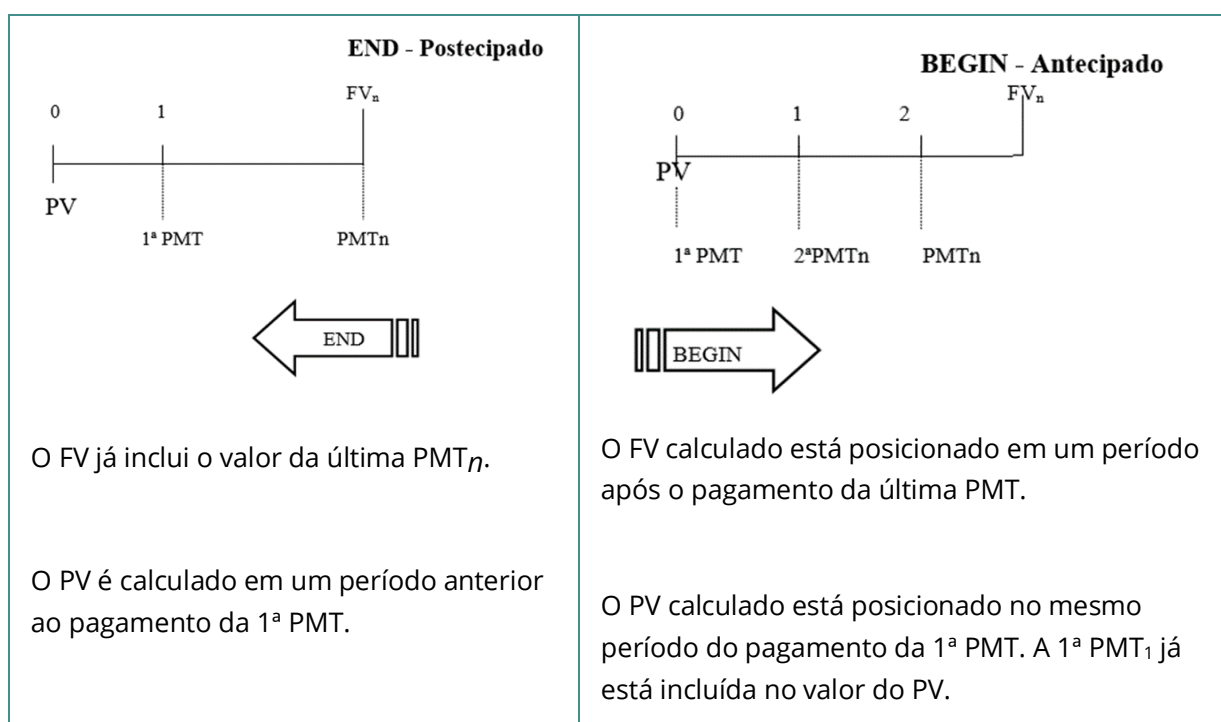 END - Postecipado
FVₙ
0 1
PV
1ª PMT PMTn
END
O FV já inclui o valor da última PMTn.
O PV é calculado em um período anterior
ao pagamento da 1ª PMT.
BEGIN - Antecipado
FVₙ
0 1 2
PV
1ª PMT 2ªPMTn PMTn
BEGIN
O FV calculado está posicionado em um período
após o pagamento da última PMT.
O PV calculado está posicionado no mesmo
período do pagamento da 1ª PMT. A 1ª PMT₁ já
está incluída no valor do PV.